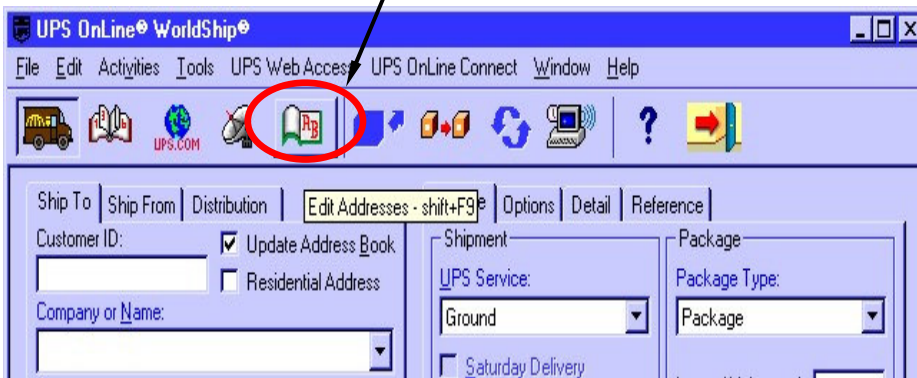 UPS OnLine® WorldShip®
File Edit Activities Tools UPS Web Access UPS OnLine Connect Window Help
UPS.COM
Ship To Ship From Distribution
Edit Addresses - shift+F9
Options Detail Reference
Customer ID:
Update Address Book
Residential Address
Company or Name:
Shipment
UPS Service:
Ground
Saturday Delivery
Package
Package Type:
Package